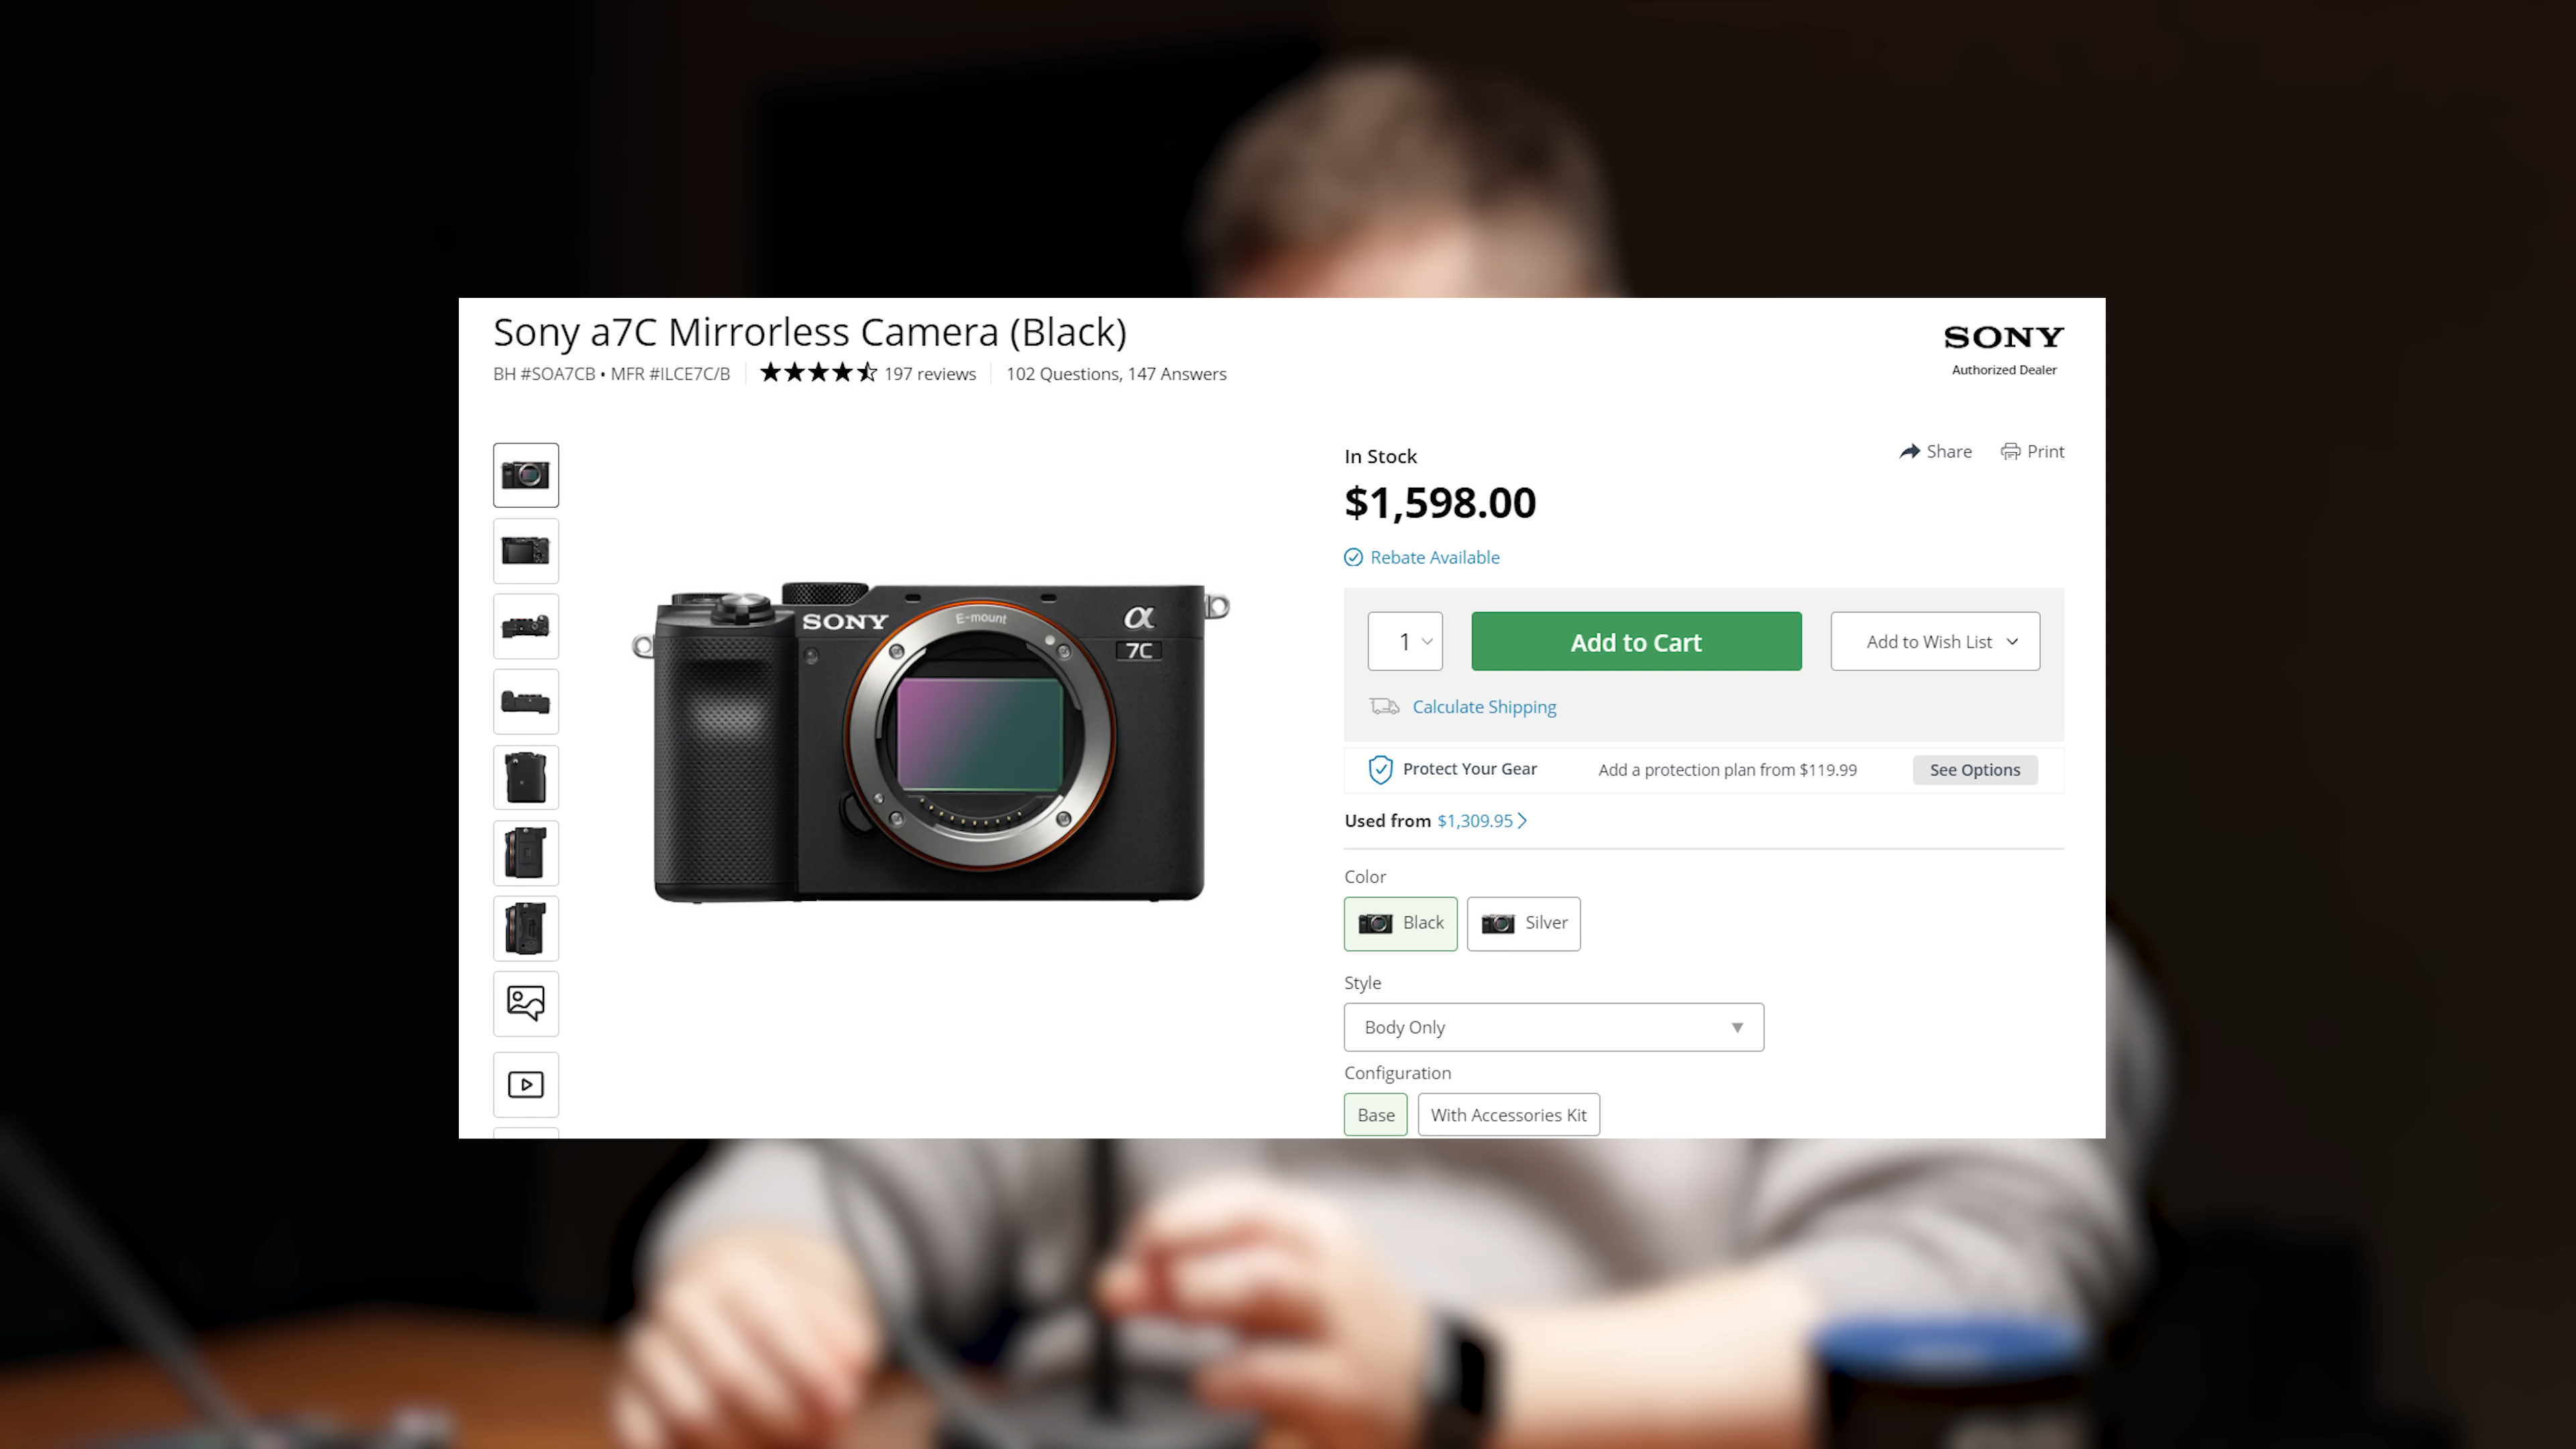 Sony a7C Mirrorless Camera (Black)
BH #SOA7CB • MFR #ILCE7C/B 197 reviews 102 Questions, 147 Answers
SONY
Authorized Dealer
In Stock
Share Print
$1,598.00
Rebate Available
1 Add to Cart Add to Wish List
Calculate Shipping
Protect Your Gear Add a protection plan from $119.99 See Options
Used from $1,309.95
Color
Black Silver
Style
Body Only
Configuration
Base With Accessories Kit
SONY
E-mount
α
7C